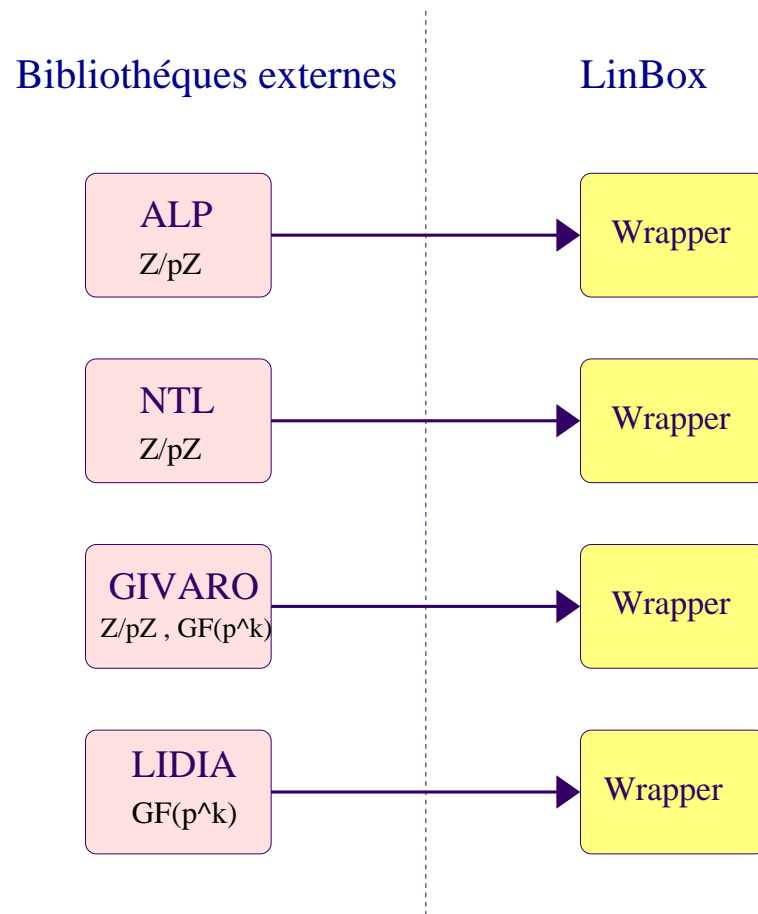 Bibliothéques externes
LinBox
ALP
Z/pZ
Wrapper
NTL
Z/pZ
Wrapper
GIVARO
Z/pZ , GF(p^k)
Wrapper
LIDIA
GF(p^k)
Wrapper